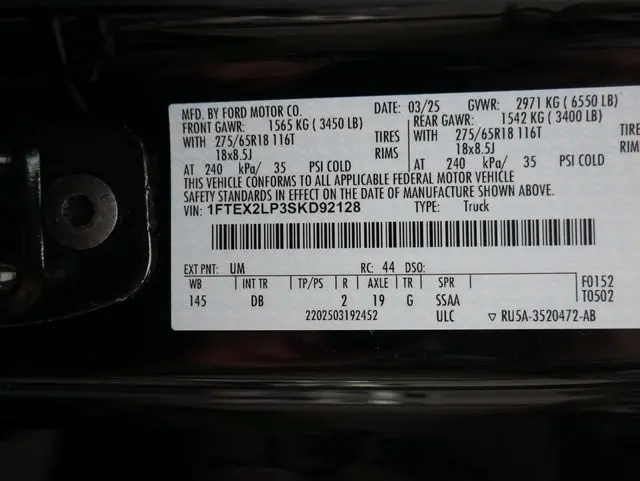 MFD. BY FORD MOTOR CO. DATE: 03/25 GVWR: 2971 KG ( 6550 LB)
FRONT GAWR: 1565 KG ( 3450 LB) REAR GAWR: 1542 KG ( 3400 LB)
WITH 275/65R18 116T TIRES WITH 275/65R18 116T
18x8.5J RIMS 18x8.5J
AT 240 kPa/ 35 PSI COLD AT 240 kPa/ 35 PSI COLD
THIS VEHICLE CONFORMS TO ALL APPLICABLE FEDERAL MOTOR VEHICLE
SAFETY STANDARDS IN EFFECT ON THE DATE OF MANUFACTURE SHOWN ABOVE.
VIN: 1FTEX2LP3SKD92128 TYPE: Truck
EXT PNT: UM RC: 44 DSO:
WB INT TR TP/PS R AXLE TR SPR F0152
145 DB 2 19 G SSAA T0502
2202503192452 ULC ▽ RU5A-3520472-AB